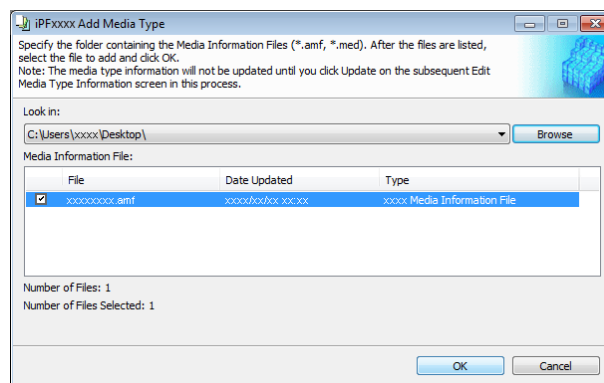 iPFxxxx Add Media Type
Specify the folder containing the Media Information Files (*.amf, *.med). After the files are listed,
select the file to add and click OK.
Note: The media type information will not be updated until you click Update on the subsequent Edit
Media Type Information screen in this process.
Look in:
C:\Users\xxxx\Desktop\
Browse
Media Information File:
File Date Updated Type
xxxxxxxx.amf xxxx/xx/xx xx:xx xxxx Media Information File
Number of Files: 1
Number of Files Selected: 1
OK Cancel